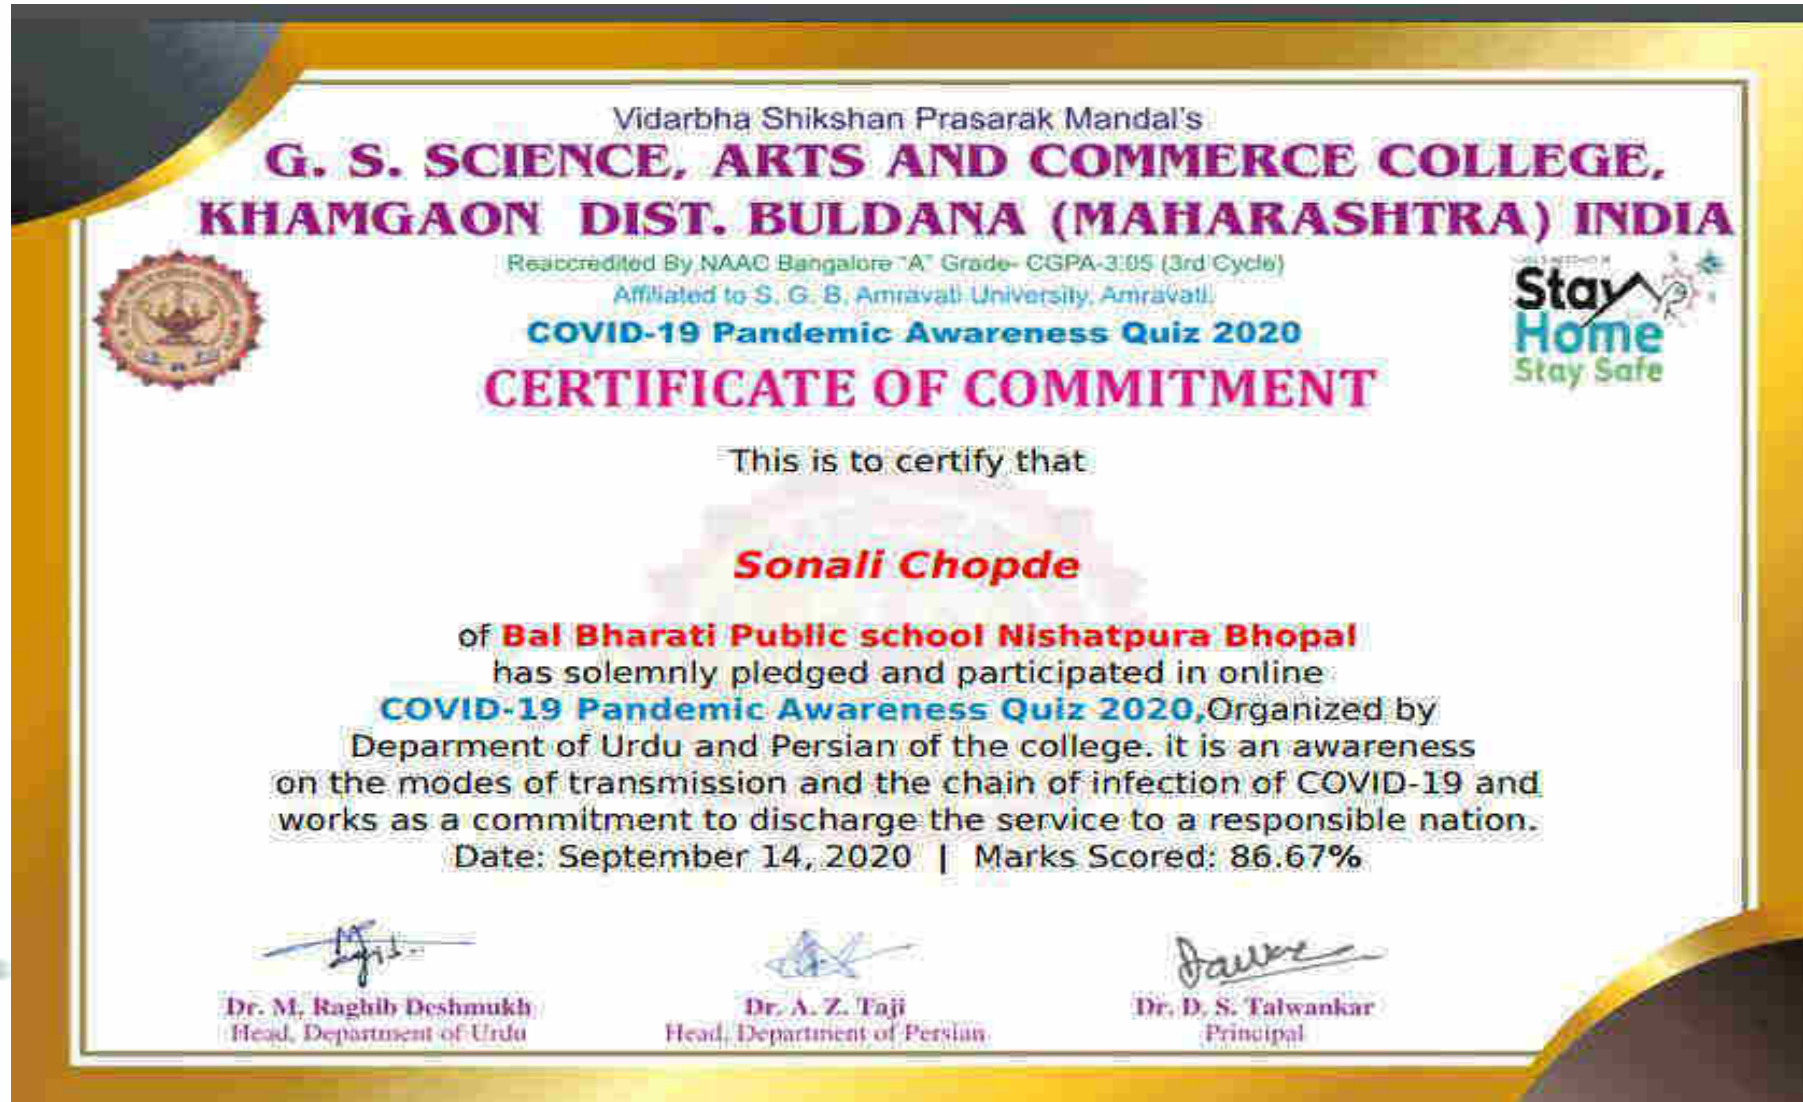 Vidarbha Shikshan Prasarak Mandal's
G. S. SCIENCE, ARTS AND COMMERCE COLLEGE,
KHAMGAON DIST. BULDANA (MAHARASHTRA) INDIA
Reaccredited By NAAC Bangalore "A" Grade- CGPA-3.05 (3rd Cycle)
Affiliated to S. G. B. Amravati University, Amravati.
COVID-19 Pandemic Awareness Quiz 2020
Stay
Home
Stay Safe
CERTIFICATE OF COMMITMENT
This is to certify that
Sonali Chopde
of Bal Bharati Public school Nishatpura Bhopal
has solemnly pledged and participated in online
COVID-19 Pandemic Awareness Quiz 2020,Organized by
Deparment of Urdu and Persian of the college. it is an awareness
on the modes of transmission and the chain of infection of COVID-19 and
works as a commitment to discharge the service to a responsible nation.
Date: September 14, 2020 | Marks Scored: 86.67%
Dr. M. Raghib Deshmukh
Head, Department of Urdu
Dr. A. Z. Taji
Head, Department of Persian
Dr. D. S. Talwankar
Principal